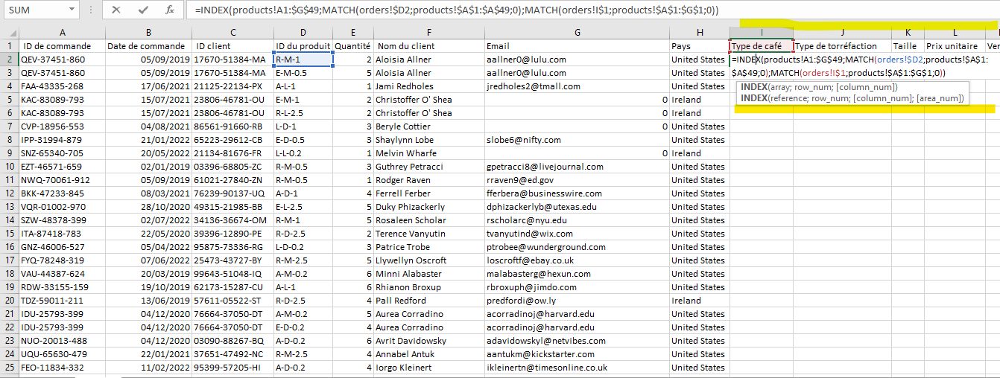 SUM =INDEX(products!A1:$G$49;MATCH(orders!$D2;products!$A$1:$A$49;0);MATCH(orders!I$1;products!$A$1:$G$1;0))
A B C D E F G H I J K L
1 ID de commande Date de commande ID client ID du produit Quantité Nom du client Email Pays Type de café Type de torréfaction Taille Prix unitaire Ver
2 QEV-37451-860 05/09/2019 17670-51384-MA R-M-1 2 Aloisia Allner aallner0@lulu.com United States =INDEX(products!A1:$G$49;MATCH(orders!$D2;products!$A$1:
3 QEV-37451-860 05/09/2019 17670-51384-MA E-M-0.5 5 Aloisia Allner aallner0@lulu.com United States $A$49;0);MATCH(orders!I$1;products!$A$1:$G$1;0))
4 FAA-43335-268 17/06/2021 21125-22134-PX A-L-1 1 Jami Redholes jredholes2@tmall.com United States INDEX(array; row_num; [column_num])
5 KAC-83089-793 15/07/2021 23806-46781-OU E-M-1 2 Christoffer O' Shea 0 Ireland INDEX(reference; row_num; [column_num]; [area_num])
6 KAC-83089-793 15/07/2021 23806-46781-OU R-L-2.5 2 Christoffer O' Shea 0 Ireland
7 CVP-18956-553 04/08/2021 86561-91660-RB L-D-1 3 Beryle Cottier 0 United States
8 IPP-31994-879 21/01/2022 65223-29612-CB E-D-0.5 3 Shaylynn Lobe slobe6@nifty.com United States
9 SNZ-65340-705 20/05/2022 21134-81676-FR L-L-0.2 1 Melvin Wharfe 0 Ireland
10 EZT-46571-659 02/01/2019 03396-68805-ZC R-M-0.5 3 Guthrey Petracci gpetracci8@livejournal.com United States
11 NWQ-70061-912 05/09/2019 61021-27840-ZN R-M-0.5 1 Rodger Raven rraven9@ed.gov United States
12 BKK-47233-845 08/03/2021 76239-90137-UQ A-D-1 4 Ferrell Ferber fferbera@businesswire.com United States
13 VQR-01002-970 28/10/2020 49315-21985-BB E-L-2.5 5 Duky Phizackerly dphizackerlyb@utexas.edu United States
14 SZW-48378-399 02/07/2022 34136-36674-OM R-M-1 5 Rosaleen Scholar rscholarc@nyu.edu United States
15 ITA-87418-783 22/05/2020 39396-12890-PE R-D-2.5 2 Terence Vanyutin tvanyutind@wix.com United States
16 GNZ-46006-527 05/04/2022 95875-73336-RG L-D-0.2 3 Patrice Trobe ptrobee@wunderground.com United States
17 FYQ-78248-319 07/06/2022 25473-43727-BY R-M-2.5 5 Llywellyn Oscroft loscroftf@ebay.co.uk United States
18 VAU-44387-624 20/03/2019 99643-51048-IQ A-M-0.2 6 Minni Alabaster malabasterg@hexun.com United States
19 RDW-33155-159 19/10/2019 62173-15287-CU A-L-1 6 Rhianon Broxup rbroxuph@jimdo.com United States
20 TDZ-59011-211 13/06/2019 57611-05522-ST R-D-2.5 4 Pall Redford predfordi@ow.ly Ireland
21 IDU-25793-399 04/12/2020 76664-37050-DT A-M-0.2 5 Aurea Corradino acorradinoj@harvard.edu United States
22 IDU-25793-399 04/12/2020 76664-37050-DT E-D-0.2 4 Aurea Corradino acorradinoj@harvard.edu United States
23 NUO-20013-488 04/12/2020 03090-88267-BQ A-D-0.2 6 Avrit Davidowsky adavidowskyl@netvibes.com United States
24 UQU-65630-479 22/01/2021 37651-47492-NC R-M-2.5 4 Annabel Antuk aantukm@kickstarter.com United States
25 FEO-11834-332 11/02/2022 95399-57205-HI A-D-0.2 4 Iorgo Kleinert ikleinertn@timesonline.co.uk United States